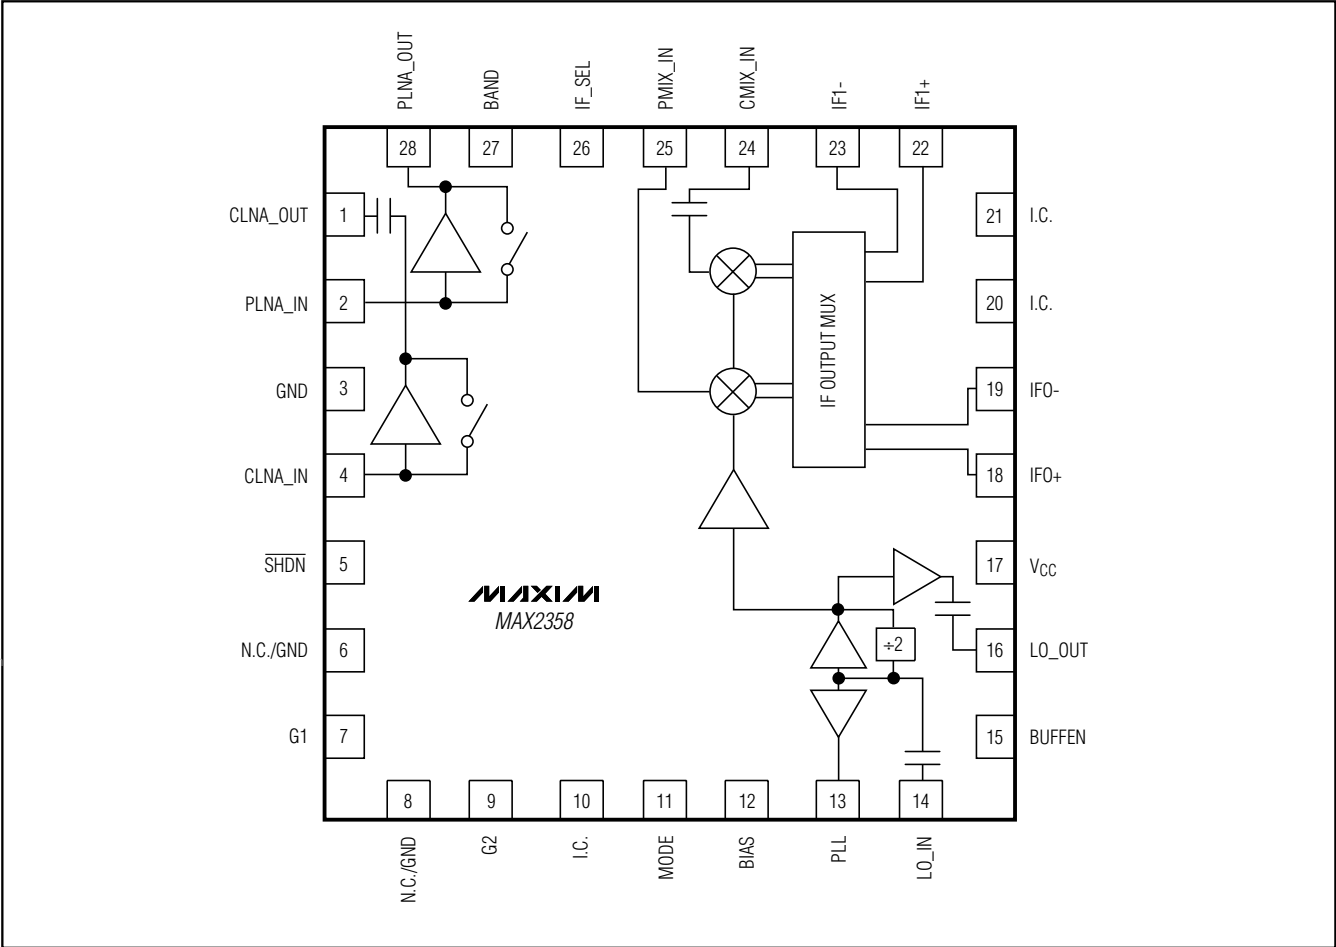 PLNA_OUT
BAND
IF_SEL
PMIX_IN
CMIX_IN
IF1-
IF1+
28
27
26
25
24
23
22
CLNA_OUT 1
21 I.C.
PLNA_IN 2
20 I.C.
GND 3
19 IF0-
CLNA_IN 4
18 IF0+
IF OUTPUT MUX
SHDN 5
17 VCC
MAXIM
MAX2358
N.C./GND 6
÷2
16 LO_OUT
G1 7
15 BUFFEN
8
9
10
11
12
13
14
N.C./GND
G2
I.C.
MODE
BIAS
PLL
LO_IN